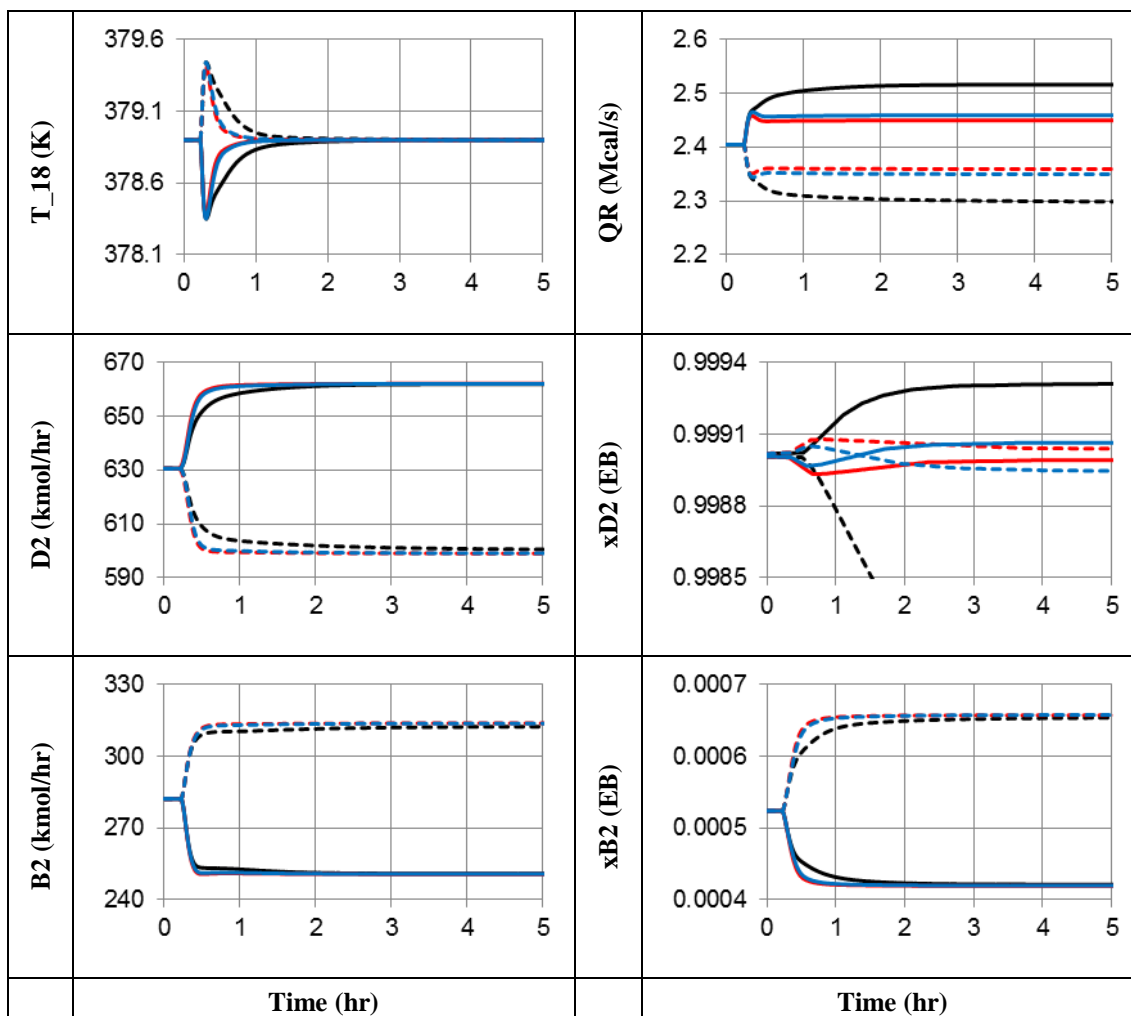 T_18 (K)
379.6
379.1
378.6
378.1
0 1 2 3 4 5
QR (Mcal/s)
2.6
2.5
2.4
2.3
2.2
0 1 2 3 4 5
D2 (kmol/hr)
670
650
630
610
590
0 1 2 3 4 5
xD2 (EB)
0.9994
0.9991
0.9988
0.9985
0 1 2 3 4 5
B2 (kmol/hr)
330
300
270
240
0 1 2 3 4 5
xB2 (EB)
0.0007
0.0006
0.0005
0.0004
0 1 2 3 4 5
Time (hr)
Time (hr)